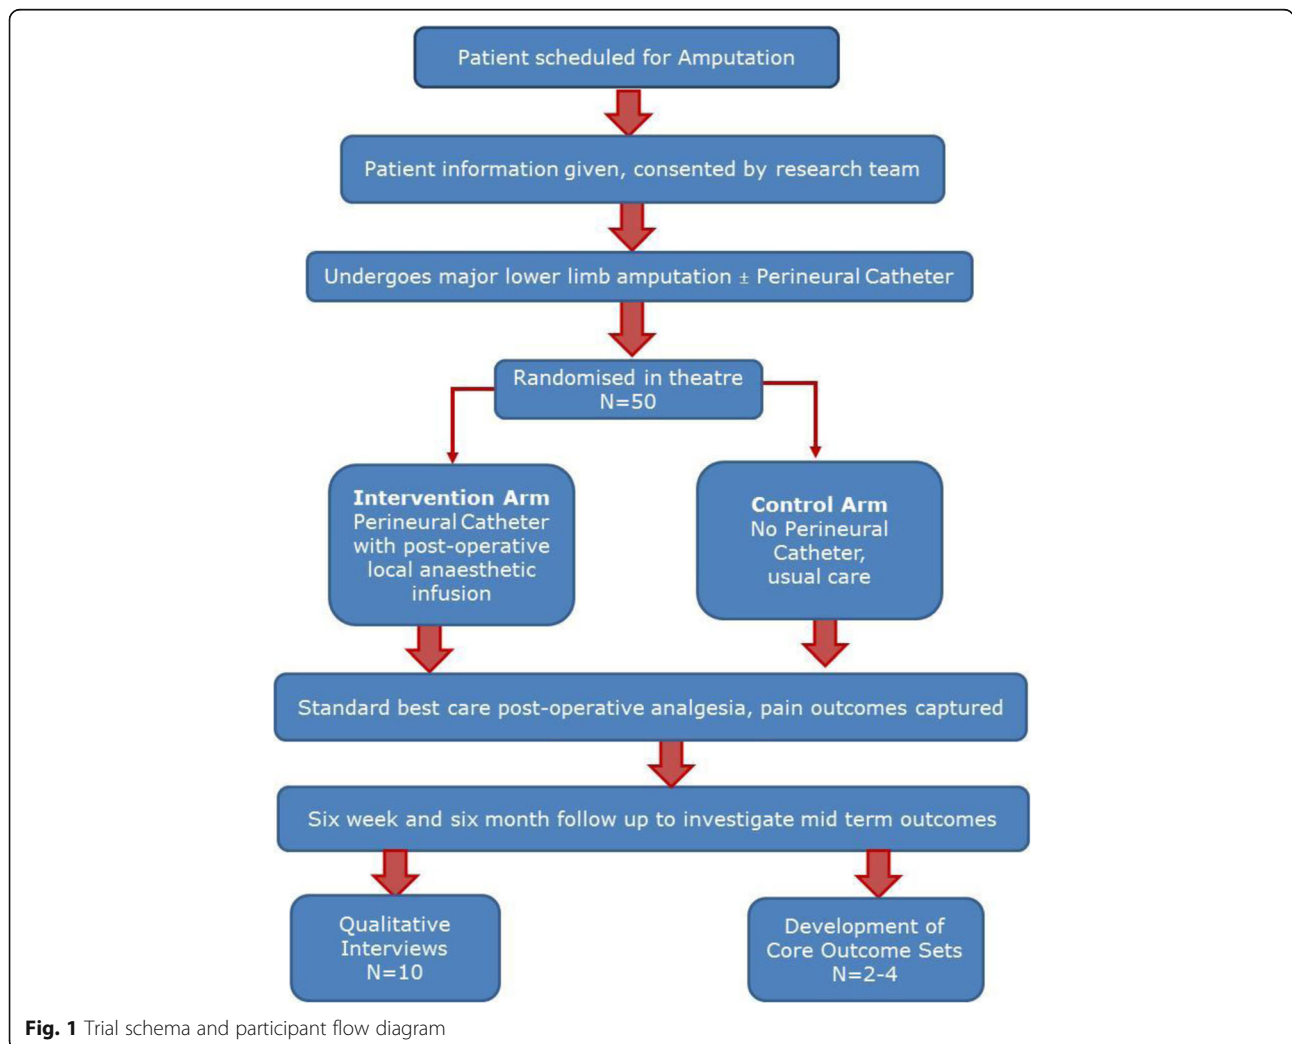 Patient scheduled for Amputation
Patient information given, consented by research team
Undergoes major lower limb amputation ± Perineural Catheter
Randomised in theatre
N=50
Intervention Arm
Perineural Catheter
with post-operative
local anaesthetic
infusion
Control Arm
No Perineural
Catheter,
usual care
Standard best care post-operative analgesia, pain outcomes captured
Six week and six month follow up to investigate mid term outcomes
Qualitative
Interviews
N=10
Development of
Core Outcome Sets
N=2-4
Fig. 1 Trial schema and participant flow diagram